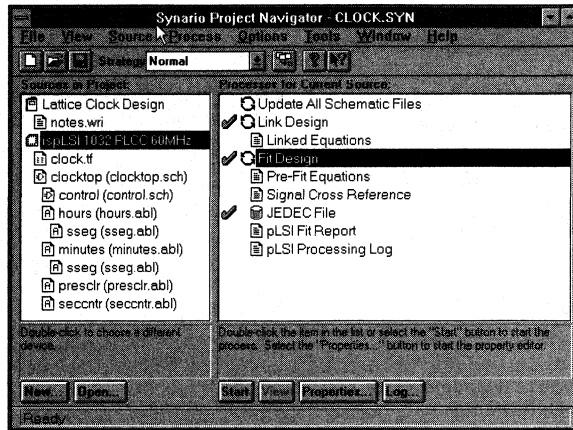 Synario Project Navigator - CLOCK.SYN
File View Source Process Options Tools Window Help
Strategy Normal
Sources in Project:
Lattice Clock Design
notes.wri
ispLSI 1032 PLCC 60MHz
clock.tf
clocktop (clocktop.sch)
control (control.sch)
hours (hours.abl)
sseg (sseg.abl)
minutes (minutes.abl)
sseg (sseg.abl)
presclr (presclr.abl)
seccntr (seccntr.abl)
Double-click to choose a different
device.
New... Open...
Processes for Current Source:
Update All Schematic Files
Link Design
Linked Equations
Fit Design
Pre-Fit Equations
Signal Cross Reference
JEDEC File
pLSI Fit Report
pLSI Processing Log
Double-click the item in the list or select the "Start" button to start the
process. Select the "Properties..." button to start the property editor.
Start View Properties... Log...
Ready